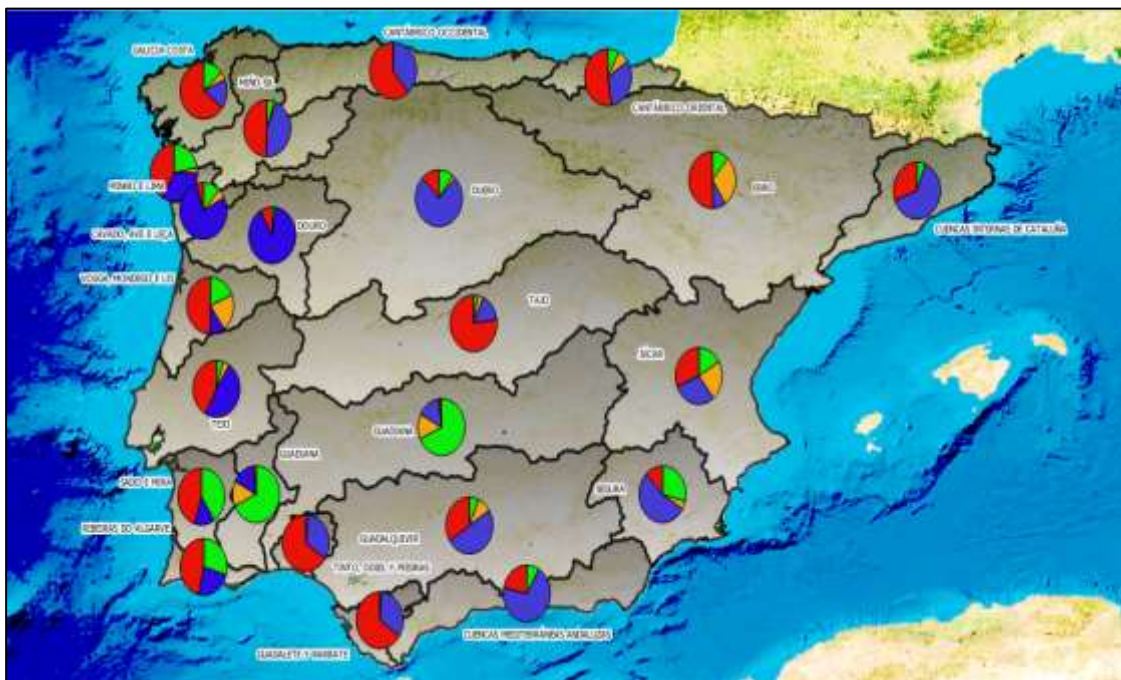 CANTÁBRICO OCCIDENTAL
GALICIA COSTA
MIÑO-SIL
CANTÁBRICO ORIENTAL
MINHO E LIMA
DUERO
EBRO
CAVADO, AVE E LEÇA
DOURO
CUENCAS INTERNAS DE CATALUÑA
VOUGA, MONDEGO E LIS
TAJO
JÚCAR
TEJO
GUADIANA
GUADIANA
SADO E MIRA
SEGURA
RIBEIRAS DO ALGARVE
GUADALQUIVIR
TINTO, ODIEL Y PIEDRAS
CUENCAS MEDITERRÁNEAS ANDALUZAS
GUADALETE Y BARBATE